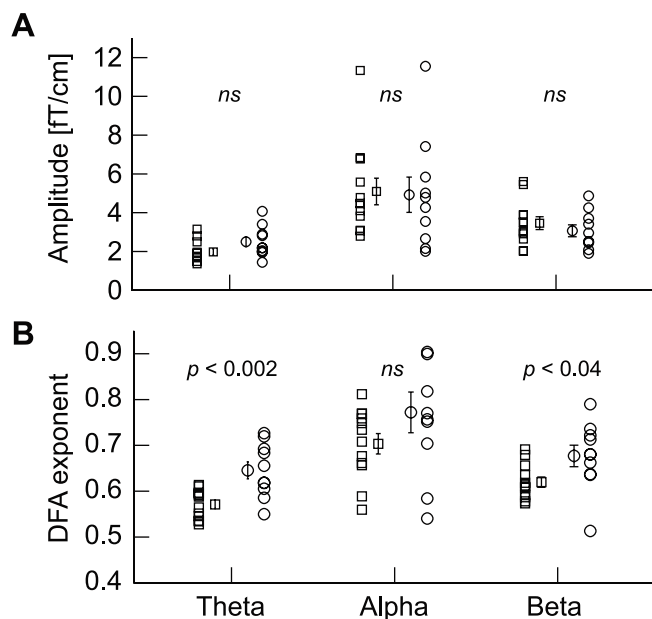 A
Amplitude [fT/cm]
12
10
8
6
4
2
0
ns
ns
ns
B
DFA exponent
0.9
0.8
0.7
0.6
0.5
0.4
p < 0.002
ns
p < 0.04
Theta
Alpha
Beta